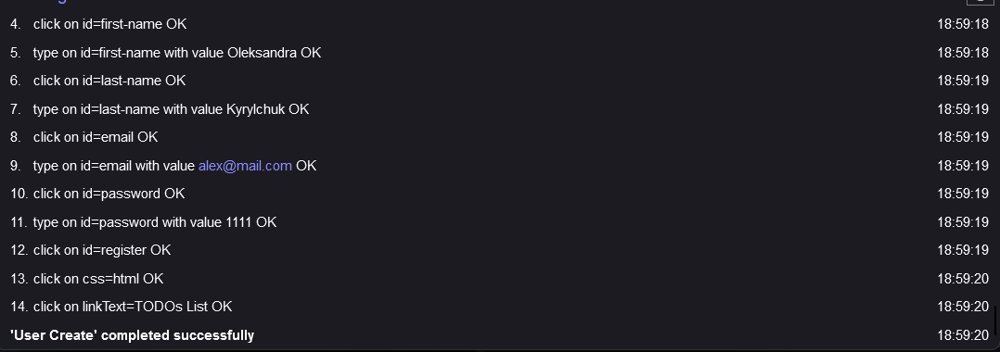 4. click on id=first-name OK 18:59:18
5. type on id=first-name with value Oleksandra OK 18:59:18
6. click on id=last-name OK 18:59:19
7. type on id=last-name with value Kyrylchuk OK 18:59:19
8. click on id=email OK 18:59:19
9. type on id=email with value alex@mail.com OK 18:59:19
10. click on id=password OK 18:59:19
11. type on id=password with value 1111 OK 18:59:19
12. click on id=register OK 18:59:19
13. click on css=html OK 18:59:20
14. click on linkText=TODOs List OK 18:59:20
'User Create' completed successfully 18:59:20